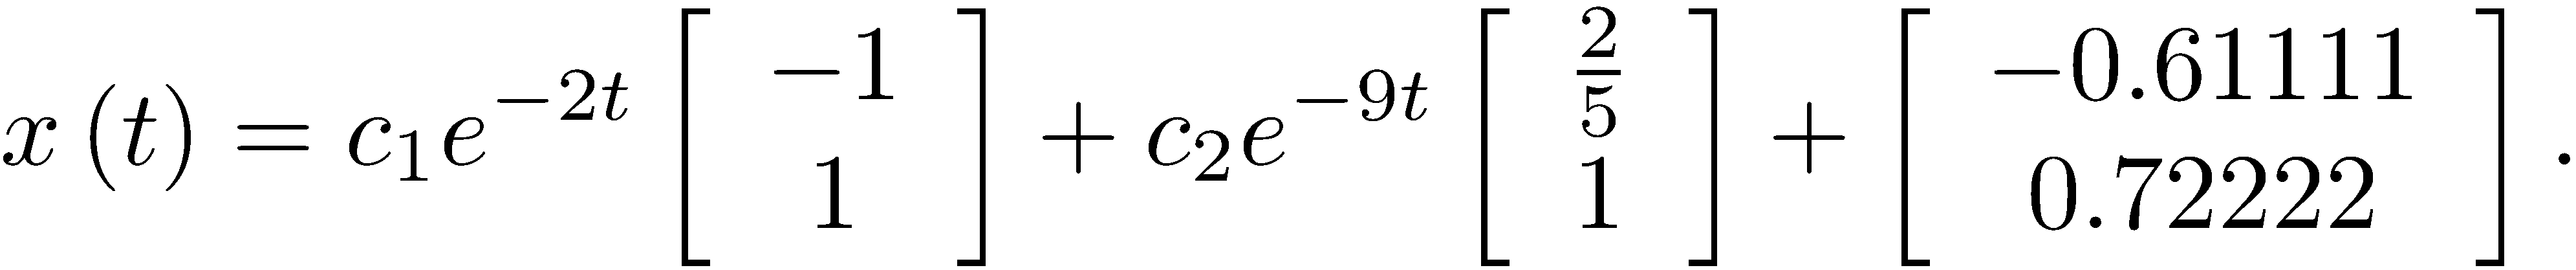 x (t) = c₁e⁻²ᵗ [ −1 ; 1 ] + c₂e⁻⁹ᵗ [ 2/5 ; 1 ] + [ −0.61111 ; 0.72222 ] .